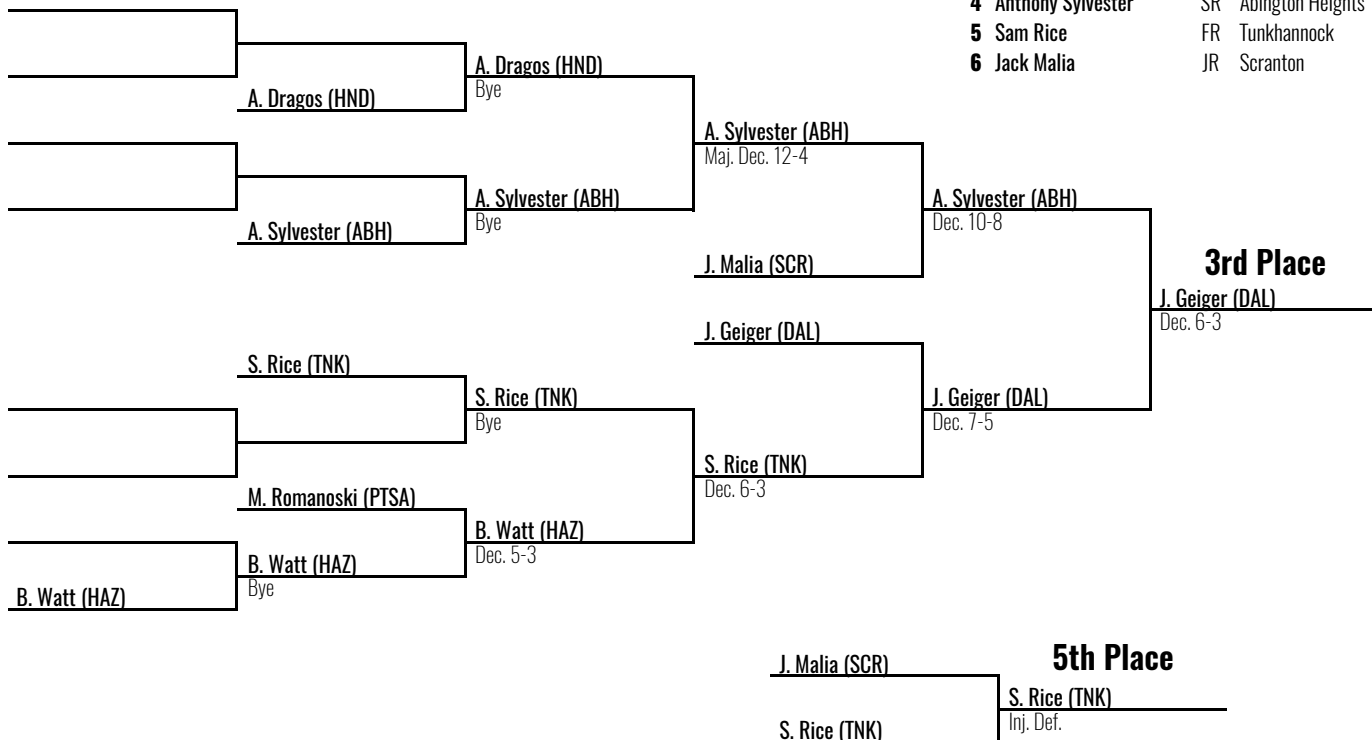 4 Anthony Sylvester SR Abington Heights
5 Sam Rice FR Tunkhannock
6 Jack Malia JR Scranton
A. Dragos (HND)
A. Dragos (HND)
Bye
A. Sylvester (ABH)
Maj. Dec. 12-4
A. Sylvester (ABH)
A. Sylvester (ABH)
Bye
A. Sylvester (ABH)
Dec. 10-8
J. Malia (SCR)
3rd Place
J. Geiger (DAL)
Dec. 6-3
J. Geiger (DAL)
S. Rice (TNK)
S. Rice (TNK)
Bye
J. Geiger (DAL)
Dec. 7-5
S. Rice (TNK)
Dec. 6-3
M. Romanoski (PTSA)
B. Watt (HAZ)
Dec. 5-3
B. Watt (HAZ)
Bye
B. Watt (HAZ)
5th Place
J. Malia (SCR)
S. Rice (TNK)
Inj. Def.
S. Rice (TNK)